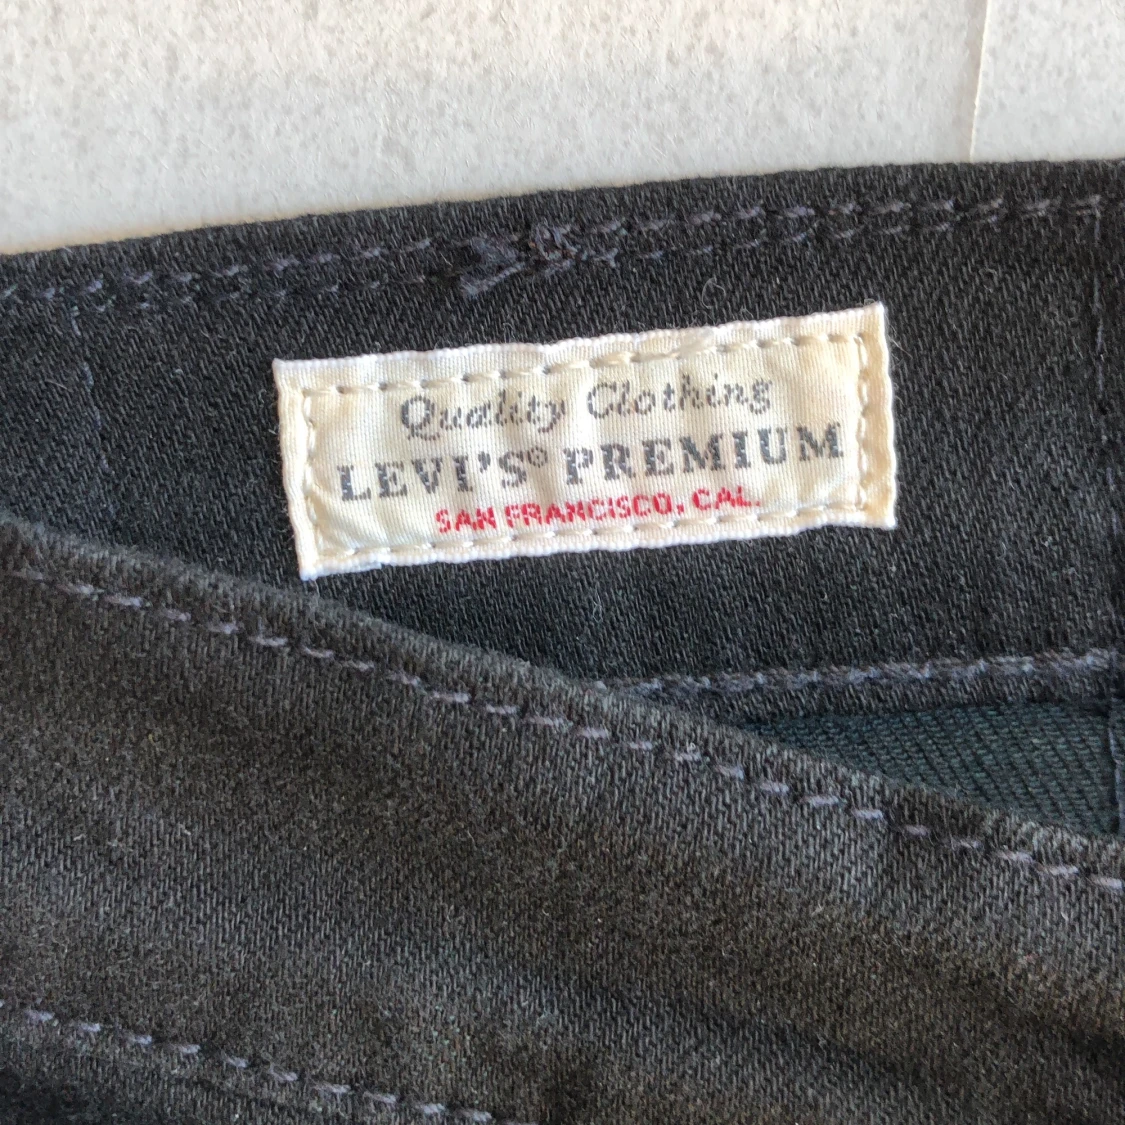 Quality Clothing
LEVI'S® PREMIUM
SAN FRANCISCO, CAL.